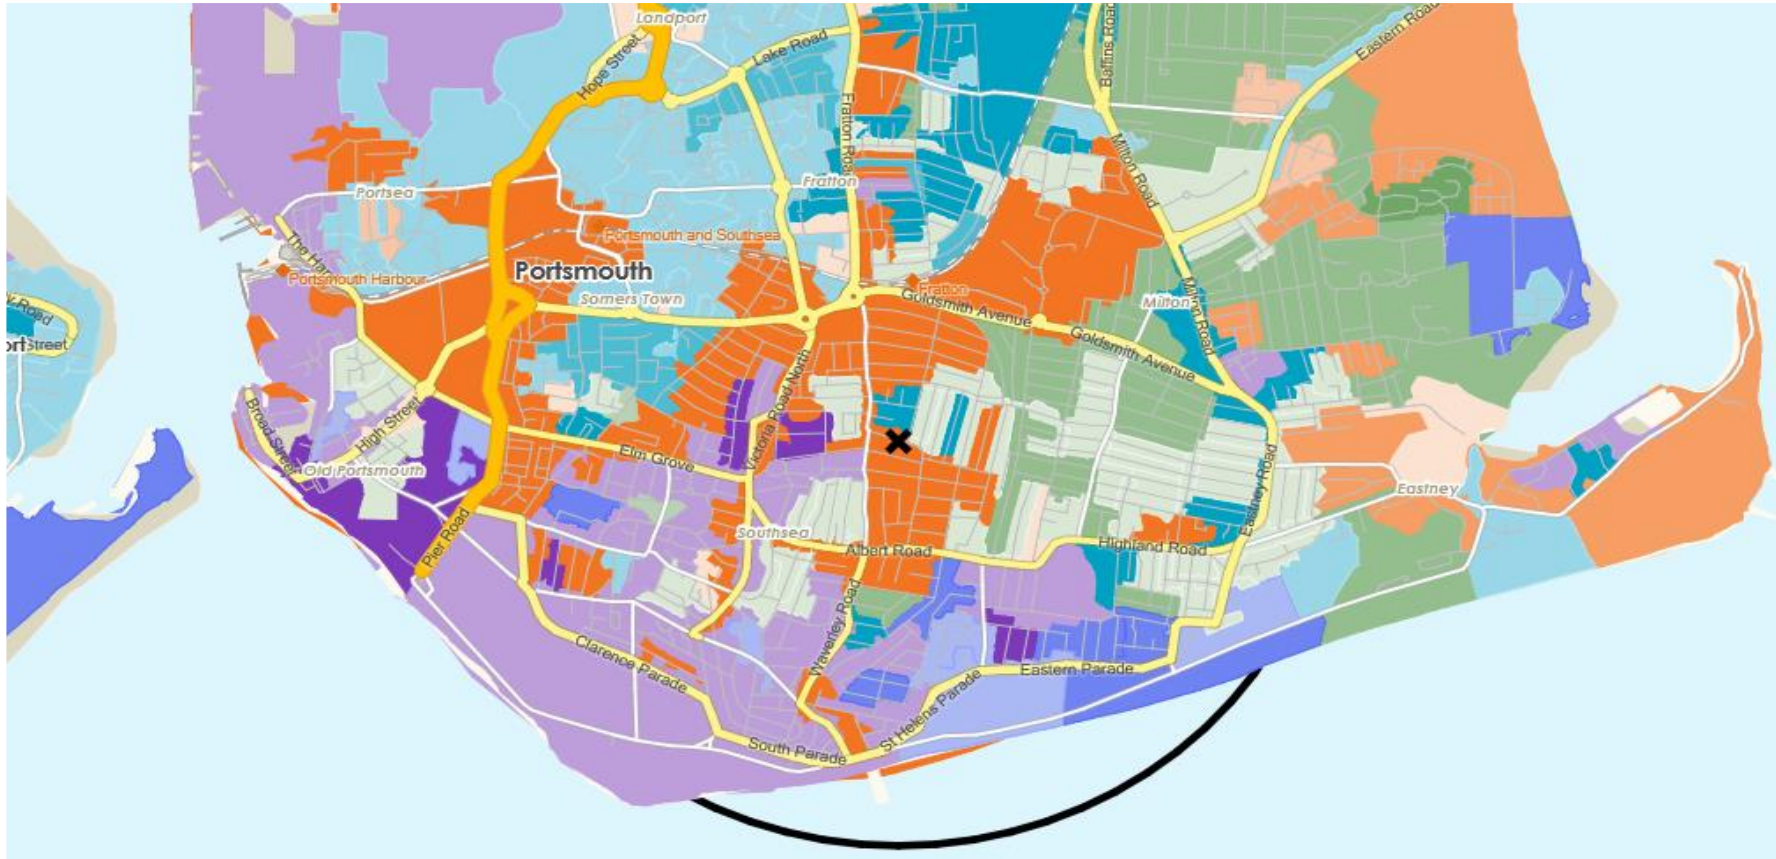 Landport
Hope Street
Lake Road
Fratton Road
Baffins Road
Eastern Road
Milton Road
Portsea
Fratton
Portsmouth and Southsea
The Har
Portsmouth Harbour
Portsmouth
Somers Town
Fratton
Goldsmith Avenue
Milton
Milton Road
Goldsmith Avenue
y Road
ort
Street
Victoria Road North
Broad Street
High Street
Elm Grove
Old Portsmouth
Eastney Road
Eastney
Pier Road
Southsea
Albert Road
Highland Road
Waverley Road
Clarence Parade
Eastern Parade
St Helens Parade
South Parade